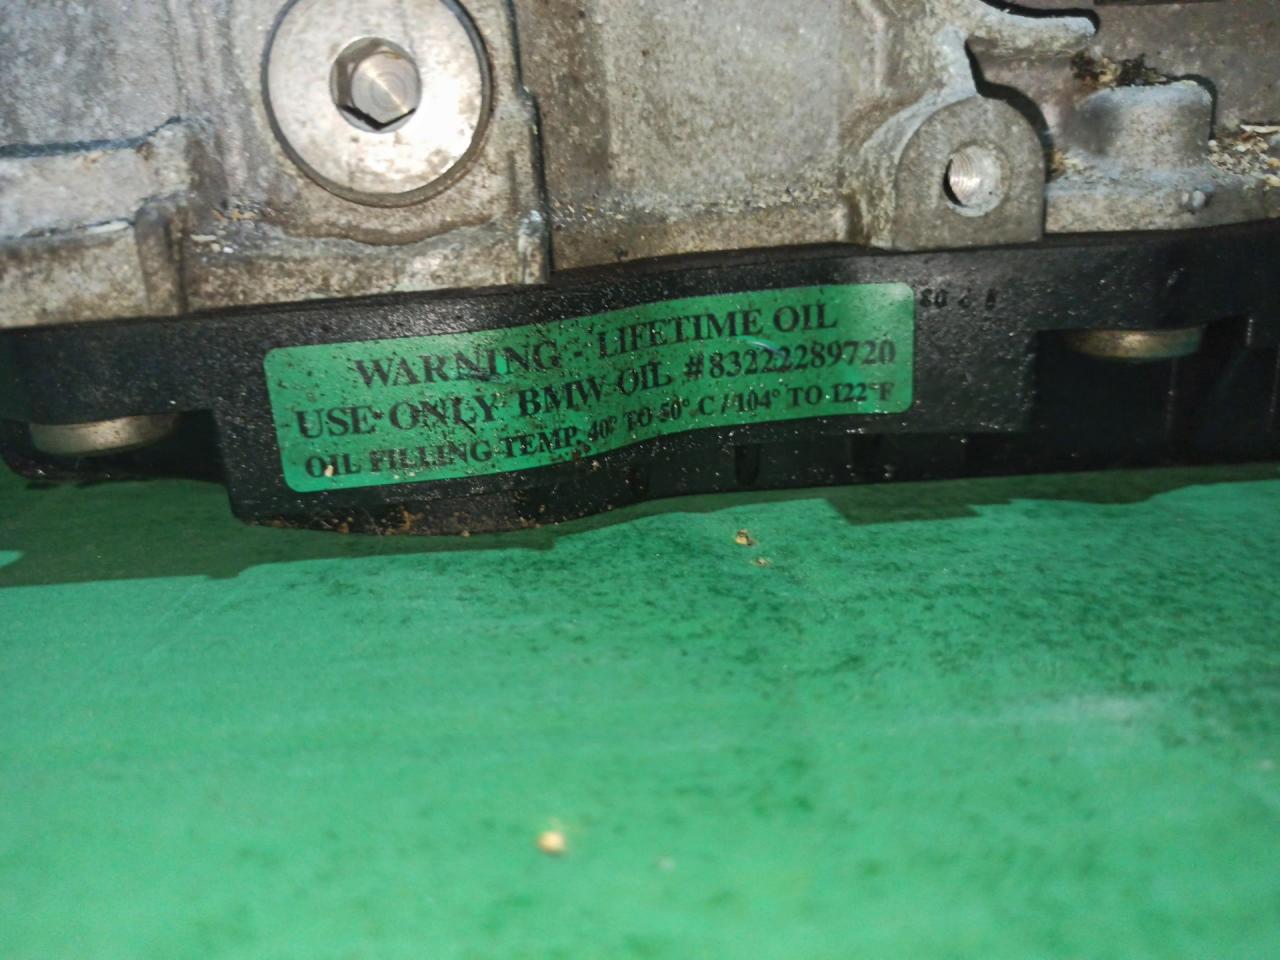 WARNING - LIFETIME OIL
USE ONLY BMW OIL #83222289720
OIL FILLING TEMP. 40° TO 50° C / 104° TO 122°F